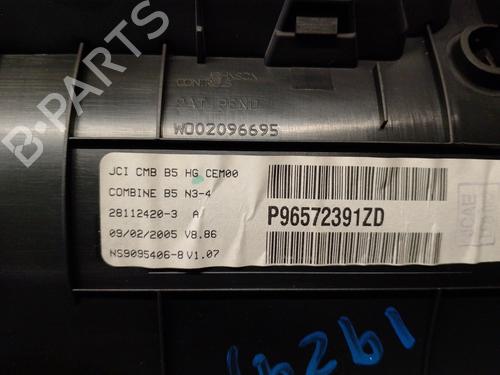 CONTROLS
PAT. PEND.
W002096695
JCI CMB B5 HG CEM00
COMBINE B5 N3-4
28112420-3 A
09/02/2005 V8.86
NS9095406-8 V1.07
P96572391ZD